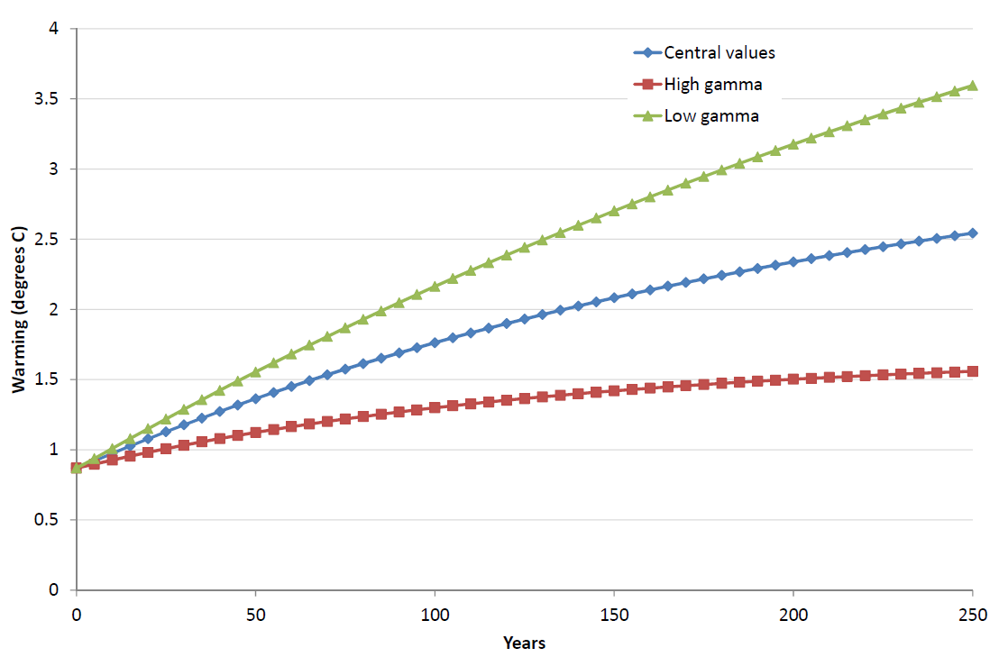 4
3.5
3
2.5
2
1.5
1
0.5
0
Warming (degrees C)
Central values
High gamma
Low gamma
0 50 100 150 200 250
Years